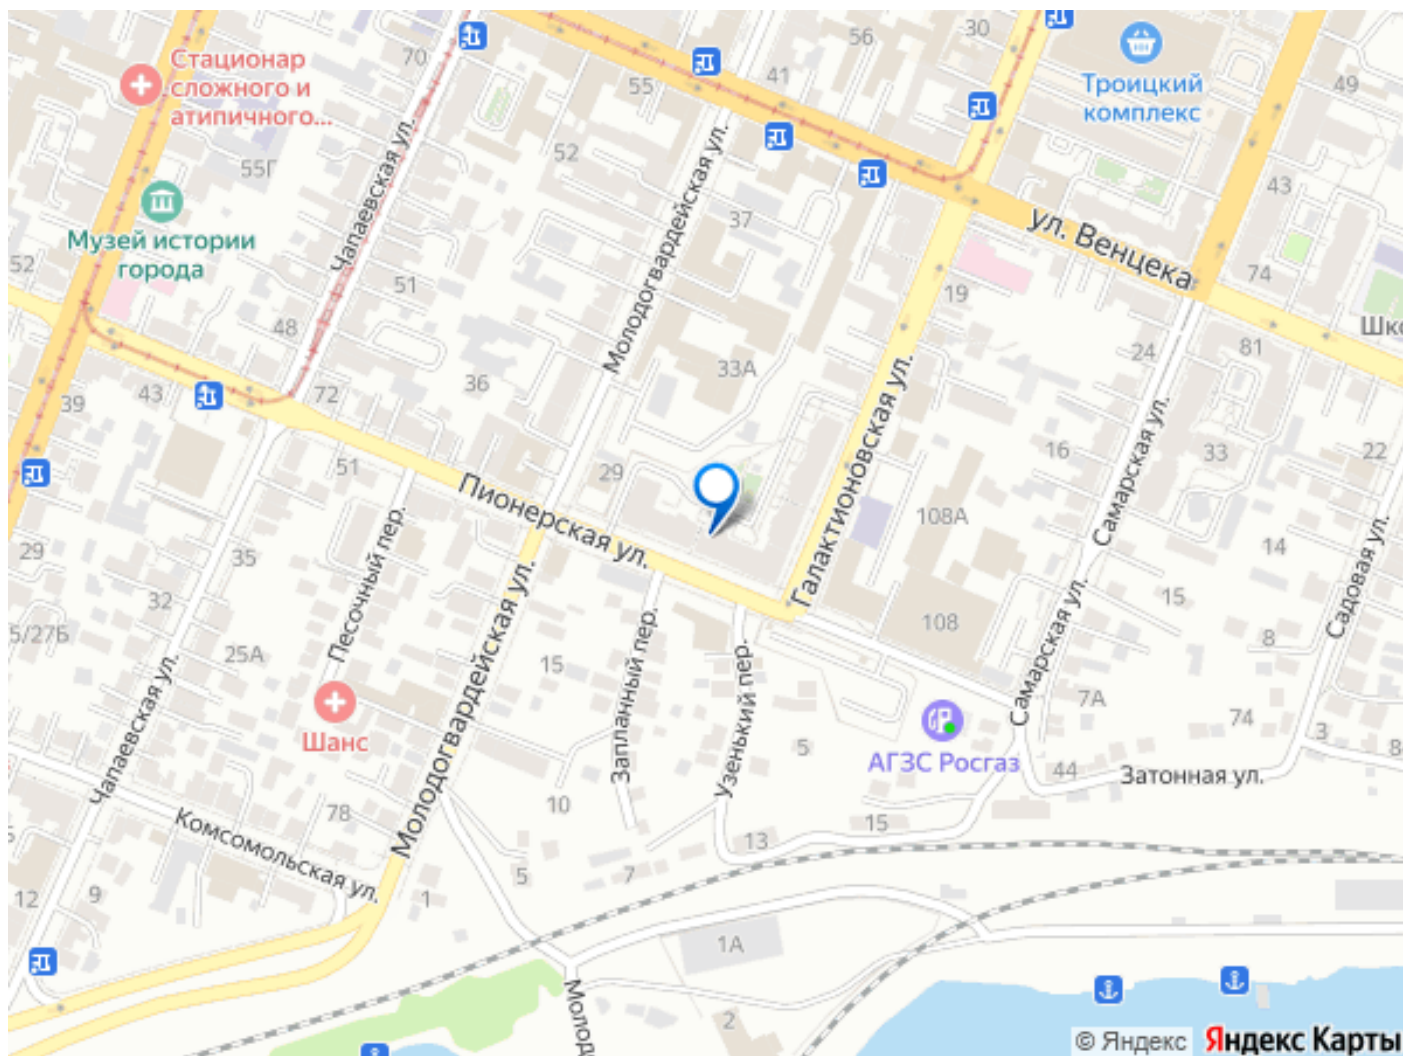 Стационар
сложного и
атипичного...
70
55
41
56
30
Троицкий
комплекс
49
55Г
Чапаевская ул.
52
Молодогвардейская ул.
37
43
Музей истории
города
ул. Венцека
52
51
19
74
Шко
48
24
81
33А
36
43
72
39
Галактионовская ул.
Самарская ул.
51
29
Пионерская ул.
16
33
22
108А
29
35
Песочный пер.
14
Садовая ул.
32
15
5/27Б
25А
108
8
Молодогвардейская ул.
15
Запланный пер.
Узенький пер.
Самарская ул.
7А
74
3
Чапаевская ул.
Шанс
5
АГЗС Росгаз
44
Затонная ул.
8
10
78
Комсомольская ул.
13
15
5
7
12
9
1
1А
Молод
2
© Яндекс
Яндекс Карты